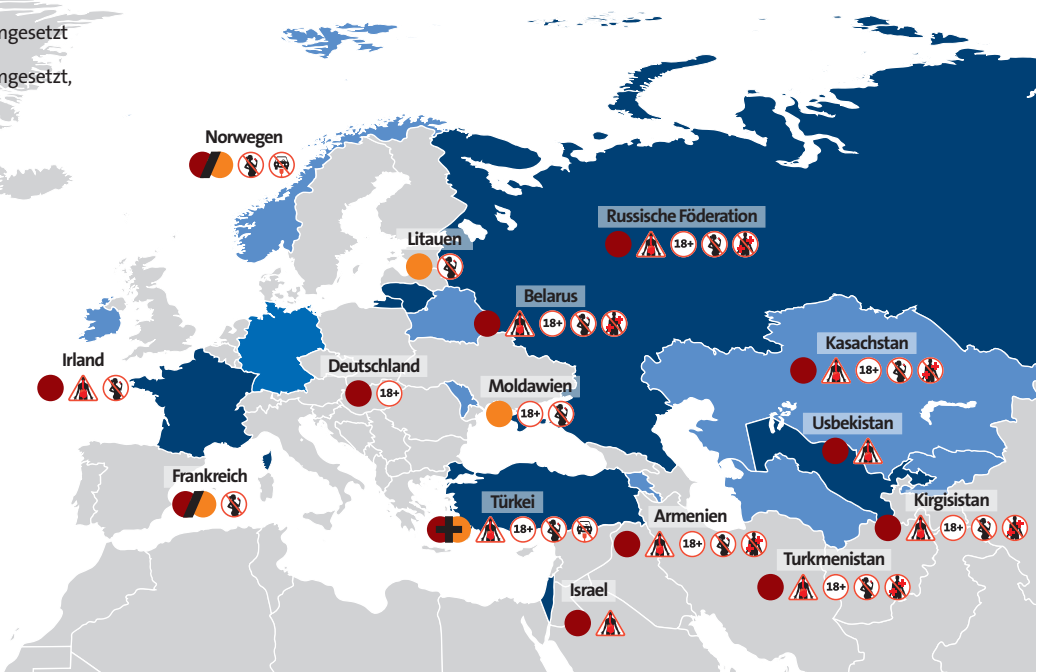 ngesetzt
ngesetzt,
Norwegen
Russische Föderation
18+
Litauen
Belarus
18+
Irland
Deutschland
18+
Kasachstan
18+
Moldawien
18+
Usbekistan
Frankreich
Türkei
18+
Armenien
18+
Kirgisistan
18+
Turkmenistan
18+
Israel